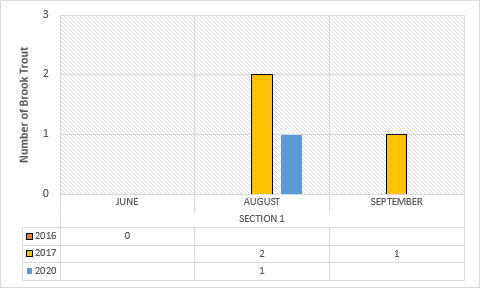 3
2
1
0
Number of Brook Trout
JUNE AUGUST SEPTEMBER
SECTION 1
2016 0
2017 2 1
2020 1